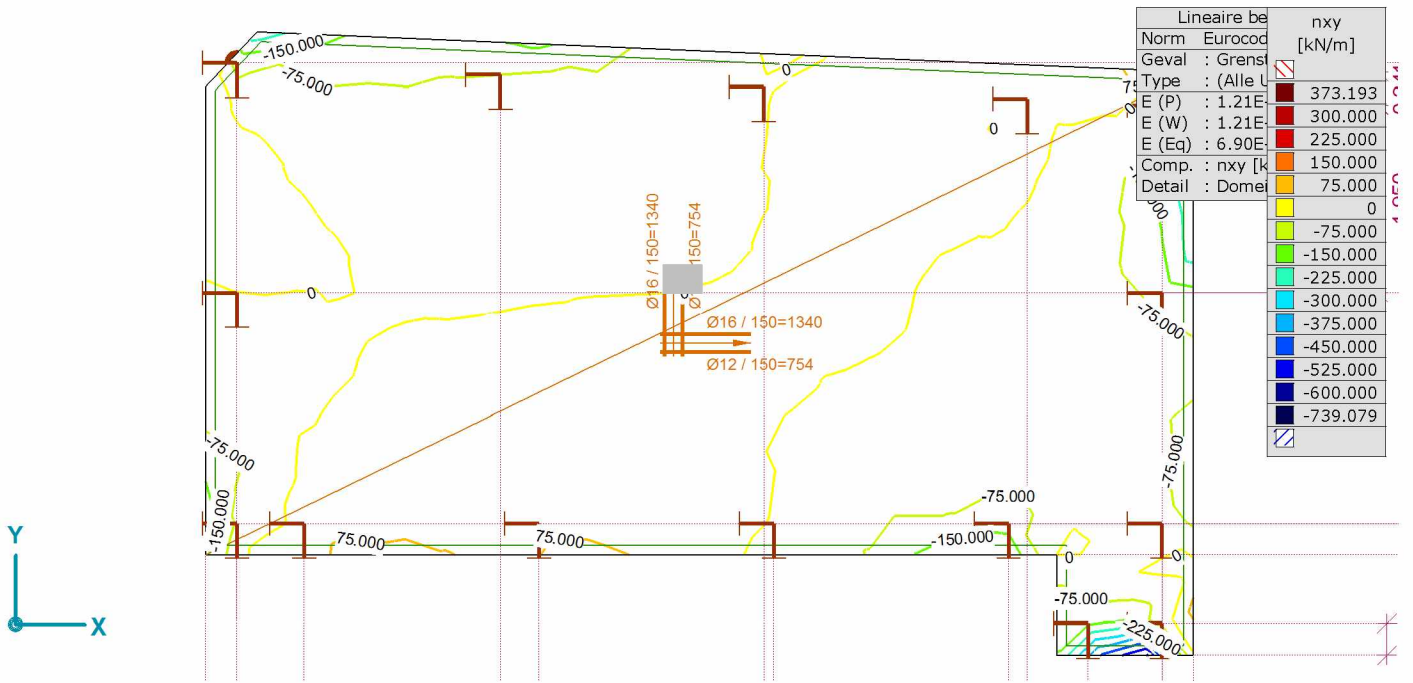 Lineaire be
Norm Eurocod
Geval : Grenst
Type : (Alle U
E (P) : 1.21E-
E (W) : 1.21E-
E (Eq) : 6.90E-
Comp. : nxy [k
Detail : Domei
nxy
[kN/m]
373.193
300.000
225.000
150.000
75.000
0
-75.000
-150.000
-225.000
-300.000
-375.000
-450.000
-525.000
-600.000
-739.079
-150.000
-75.000
0
75
0
0
Ø16 / 150=1340
150=754
0
-75.000
Ø16 / 150=1340
Ø12 / 150=754
-75.000
-75.000
-150.000
75.000
75.000
-75.000
-150.000
0
0
-75.000
-225.000
Y
X